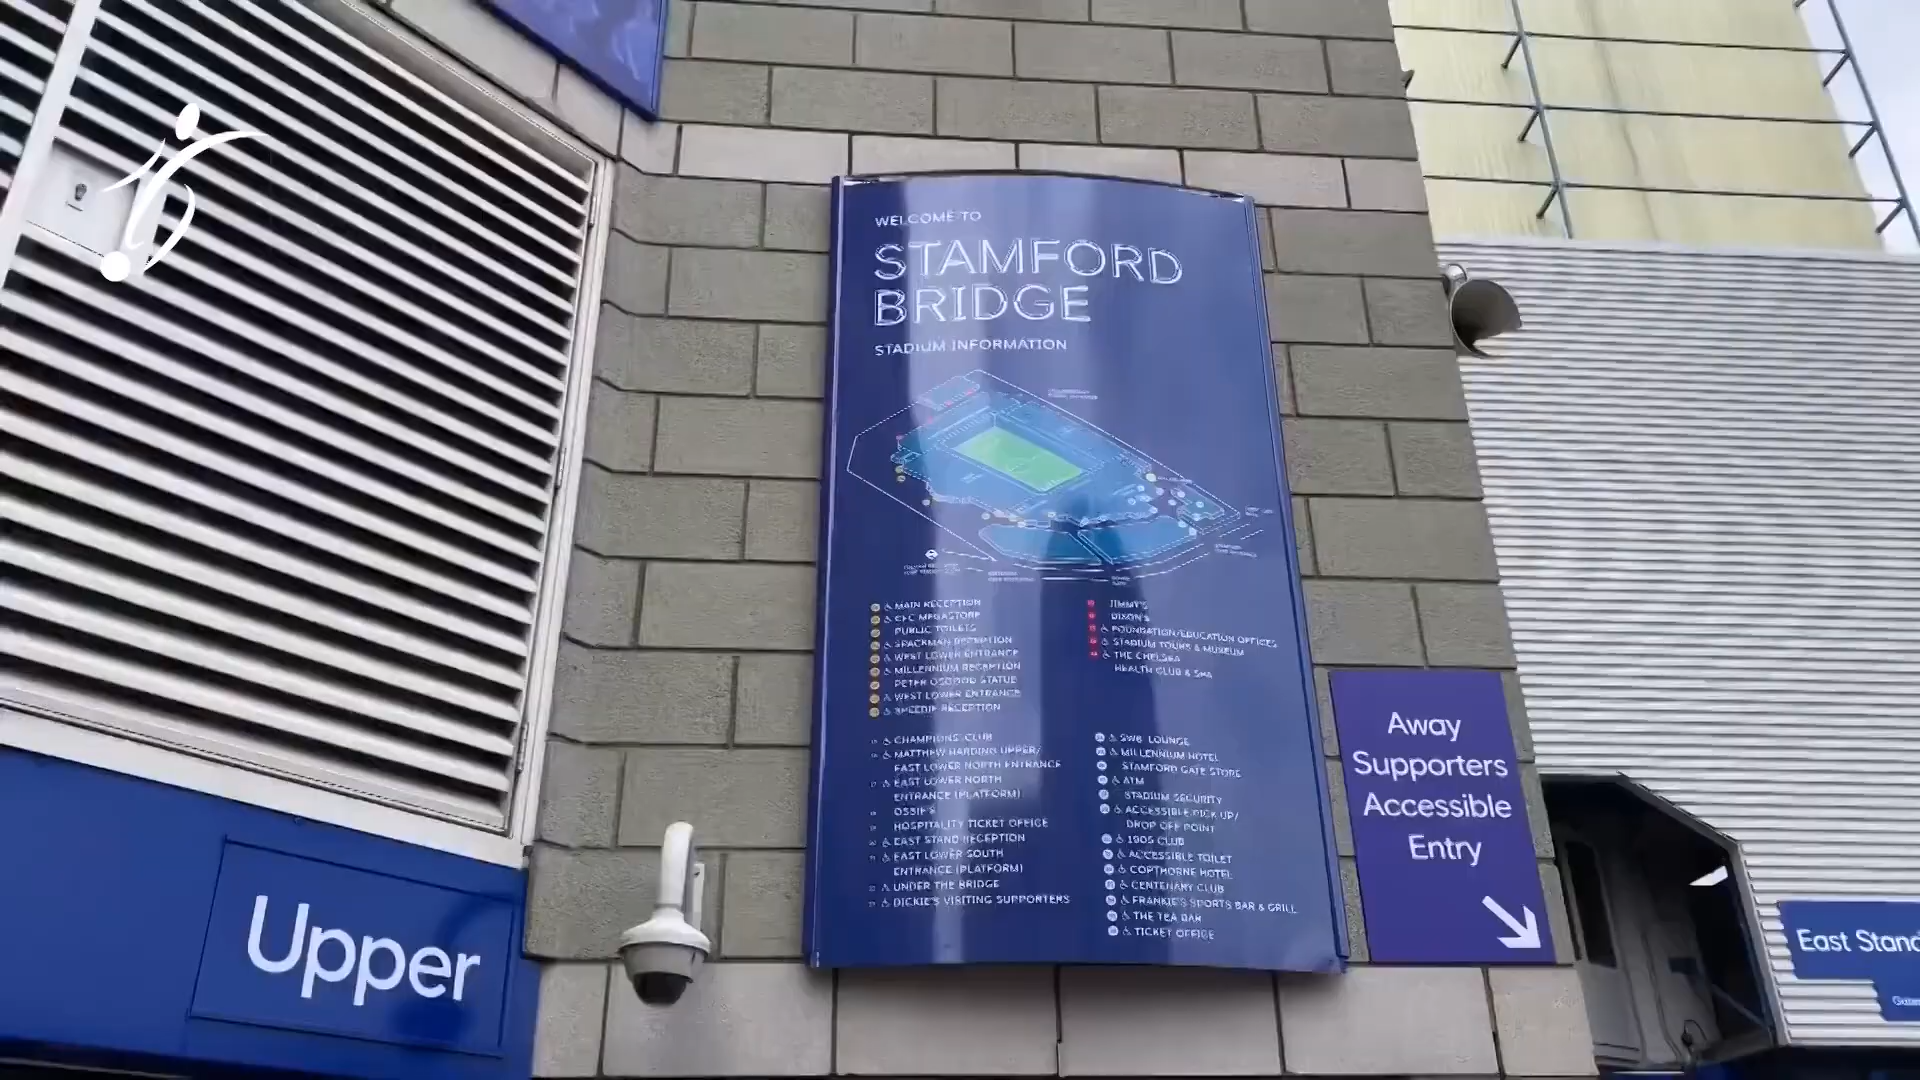 WELCOME TO
STAMFORD
BRIDGE
STADIUM INFORMATION
MAIN RECEPTION
CFC MEGASTORE
PUBLIC TOILETS
SPACKMAN RECEPTION
WEST LOWER ENTRANCE
MILLENNIUM RECEPTION
PETER OSGOOD STATUE
WEST LOWER ENTRANCE
SPEEDIE RECEPTION
JIMMY'S
DIXON'S
FOUNDATION/EDUCATION OFFICES
STADIUM TOURS & MUSEUM
THE CHELSEA
HEALTH CLUB & SPA
CHAMPIONS CLUB
MATTHEW HARDING UPPER/
EAST LOWER NORTH ENTRANCE
EAST LOWER NORTH
ENTRANCE (PLATFORM)
OSSIE'S
HOSPITALITY TICKET OFFICE
EAST STAND RECEPTION
EAST LOWER SOUTH
ENTRANCE (PLATFORM)
UNDER THE BRIDGE
DICKIE'S VISITING SUPPORTERS
SW6 LOUNGE
MILLENNIUM HOTEL
STAMFORD GATE STORE
ATM
STADIUM SECURITY
ACCESSIBLE PICK UP/
DROP OFF POINT
1905 CLUB
ACCESSIBLE TOILET
COPTHORNE HOTEL
CENTENARY CLUB
FRANKIE'S SPORTS BAR & GRILL
THE TEA BAR
TICKET OFFICE
Away
Supporters
Accessible
Entry
Upper
East Stand